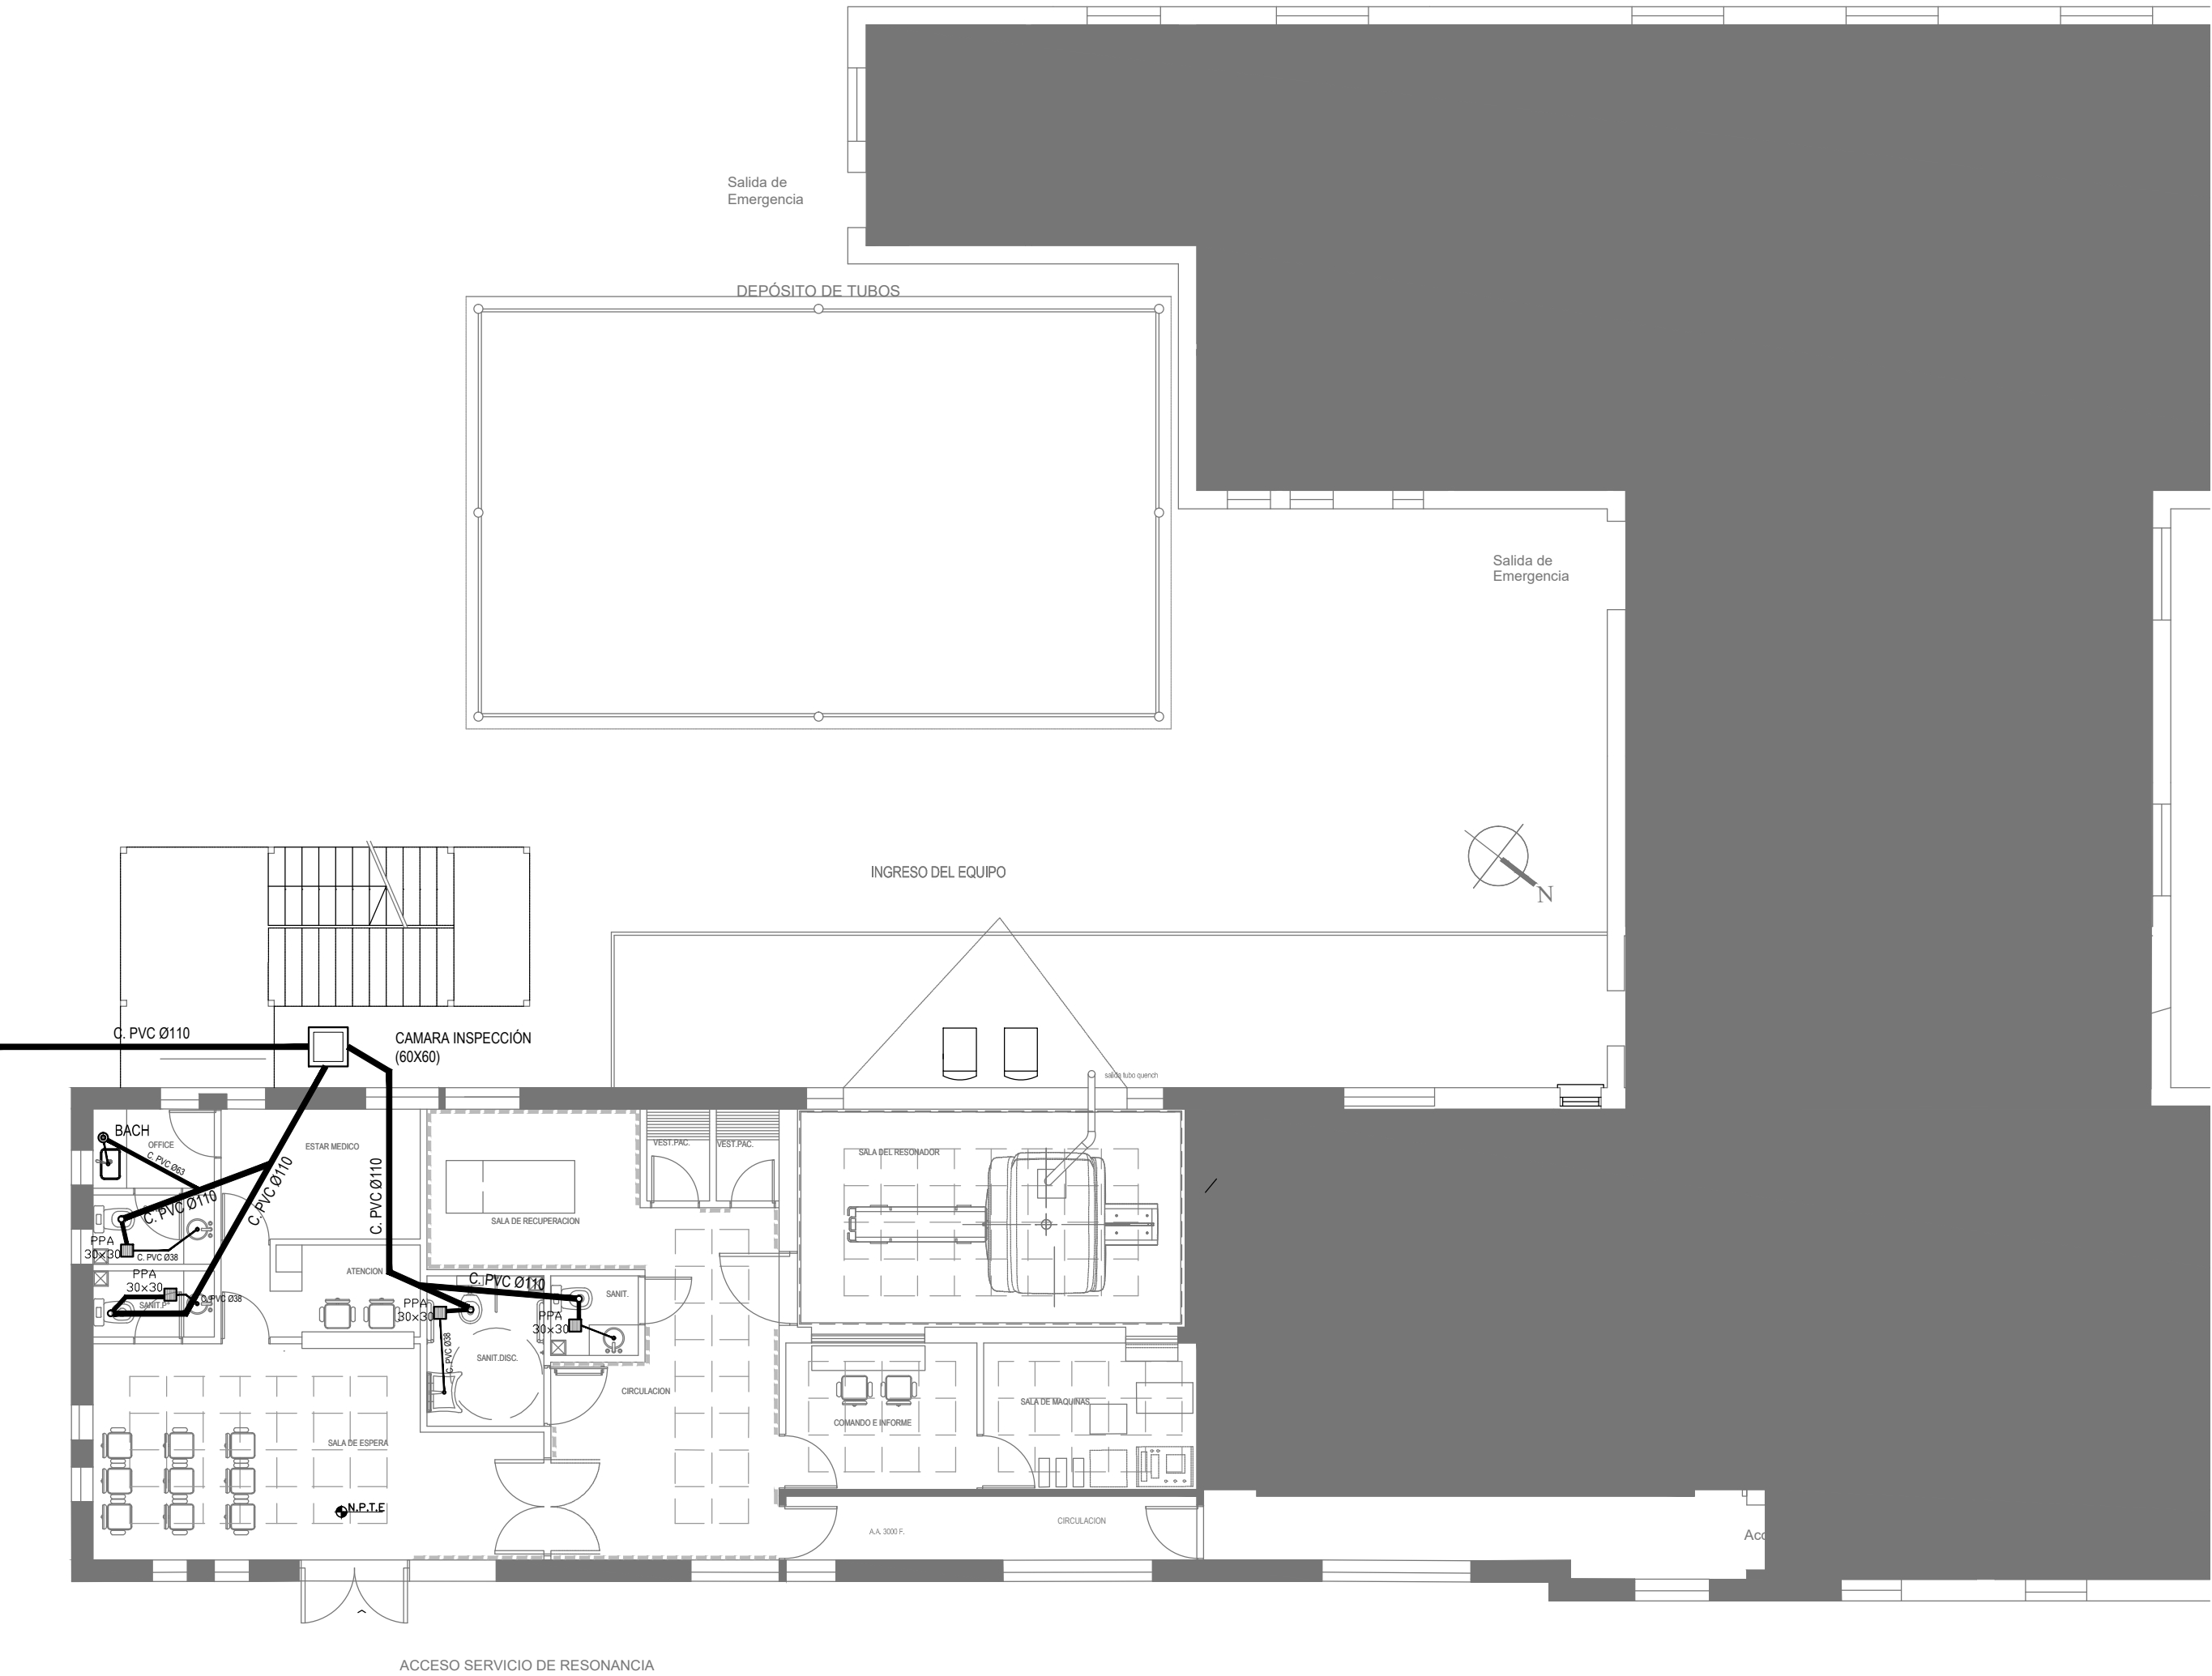 Salida de
Emergencia
DEPÓSITO DE TUBOS
Salida de
Emergencia
INGRESO DEL EQUIPO
N
C. PVC Ø110
CAMARA INSPECCIÓN
(60X60)
salida tubo quench
BACH
OFFICE
C. PVC Ø63
ESTAR MEDICO
VEST.PAC.
VEST.PAC.
SALA DEL RESONADOR
C. PVC Ø110
C. PVC Ø110
C. PVC Ø110
SALA DE RECUPERACION
PPA
30x30
C. PVC Ø38
ATENCION
PPA
30x30
C. PVC Ø38
SANIT.P
C. PVC Ø110
SANIT.
PPA
30x30
PPA
30x30
C. PVC Ø38
SANIT.DISC.
CIRCULACION
SALA DE MAQUINAS
COMANDO E INFORME
SALA DE ESPERA
N.P.T.E
A.A. 3000 F.
CIRCULACION
Acc
ACCESO SERVICIO DE RESONANCIA